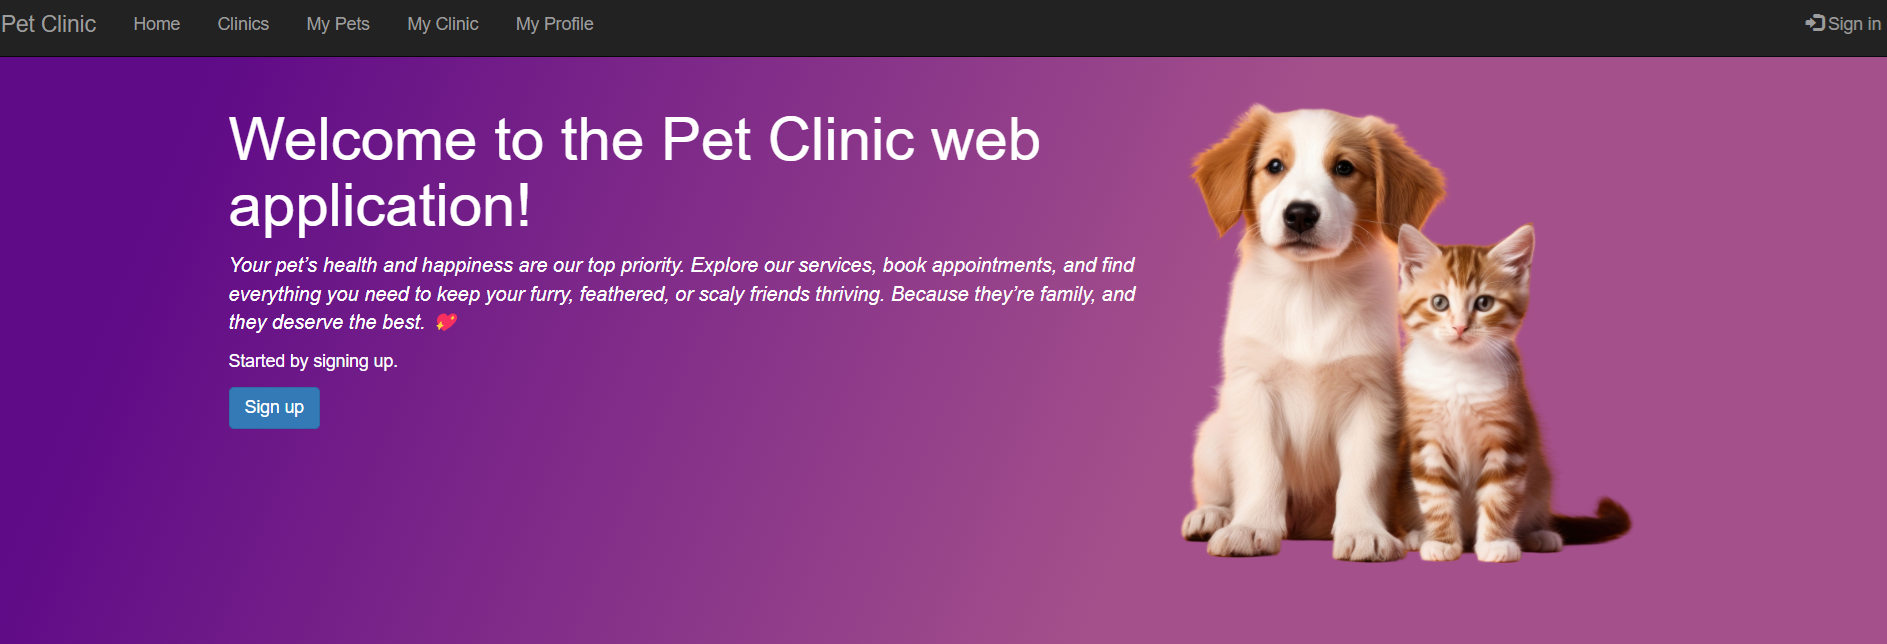 Pet Clinic Home Clinics My Pets My Clinic My Profile Sign in
Welcome to the Pet Clinic web
application!
Your pet’s health and happiness are our top priority. Explore our services, book appointments, and find
everything you need to keep your furry, feathered, or scaly friends thriving. Because they’re family, and
they deserve the best. 💖
Started by signing up.
Sign up